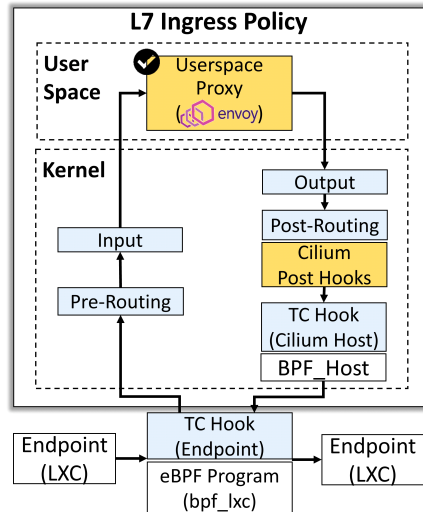 L7 Ingress Policy
User
Space
Userspace
Proxy
(envoy)
Kernel
Output
Post-Routing
Cilium
Post Hooks
Input
Pre-Routing
TC Hook
(Cilium Host)
BPF_Host
Endpoint
(LXC)
TC Hook
(Endpoint)
eBPF Program
(bpf_lxc)
Endpoint
(LXC)